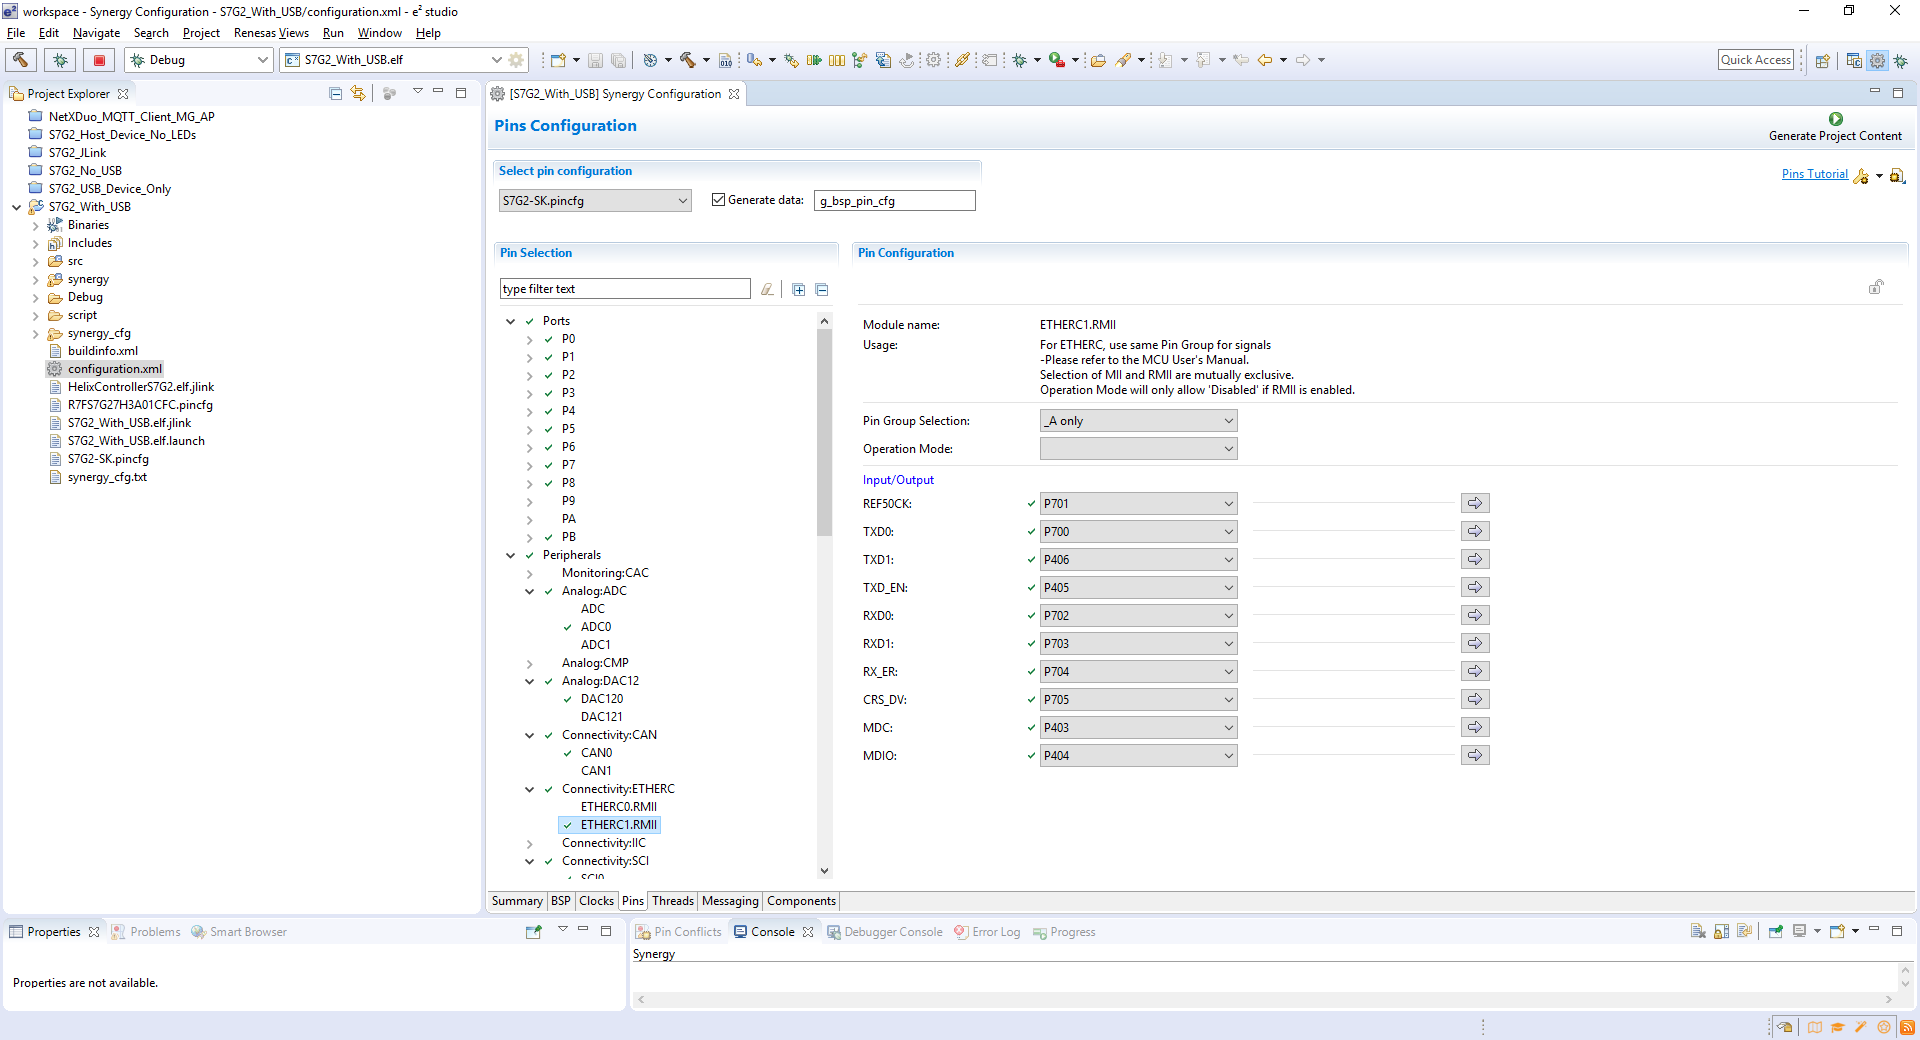 workspace - Synergy Configuration - S7G2_With_USB/configuration.xml - e² studio
File Edit Navigate Search Project Renesas Views Run Window Help
Debug
S7G2_With_USB.elf
Quick Access
Project Explorer
NetXDuo_MQTT_Client_MG_AP
S7G2_Host_Device_No_LEDs
S7G2_JLink
S7G2_No_USB
S7G2_USB_Device_Only
S7G2_With_USB
Binaries
Includes
src
synergy
Debug
script
synergy_cfg
buildinfo.xml
configuration.xml
HelixControllerS7G2.elf.jlink
R7FS7G27H3A01CFC.pincfg
S7G2_With_USB.elf.jlink
S7G2_With_USB.elf.launch
S7G2-SK.pincfg
synergy_cfg.txt
[S7G2_With_USB] Synergy Configuration
Pins Configuration
Generate Project Content
Select pin configuration
Pins Tutorial
S7G2-SK.pincfg
Generate data: g_bsp_pin_cfg
Pin Selection
type filter text
Ports
P0
P1
P2
P3
P4
P5
P6
P7
P8
P9
PA
PB
Peripherals
Monitoring:CAC
Analog:ADC
ADC
ADC0
ADC1
Analog:CMP
Analog:DAC12
DAC120
DAC121
Connectivity:CAN
CAN0
CAN1
Connectivity:ETHERC
ETHERC0.RMII
ETHERC1.RMII
Connectivity:IIC
Connectivity:SCI
SCI0
Pin Configuration
Module name: ETHERC1.RMII
Usage: For ETHERC, use same Pin Group for signals
-Please refer to the MCU User's Manual.
Selection of MII and RMII are mutually exclusive.
Operation Mode will only allow 'Disabled' if RMII is enabled.
Pin Group Selection: _A only
Operation Mode:
Input/Output
REF50CK: P701
TXD0: P700
TXD1: P406
TXD_EN: P405
RXD0: P702
RXD1: P703
RX_ER: P704
CRS_DV: P705
MDC: P403
MDIO: P404
Summary BSP Clocks Pins Threads Messaging Components
Properties Problems Smart Browser
Properties are not available.
Pin Conflicts Console Debugger Console Error Log Progress
Synergy